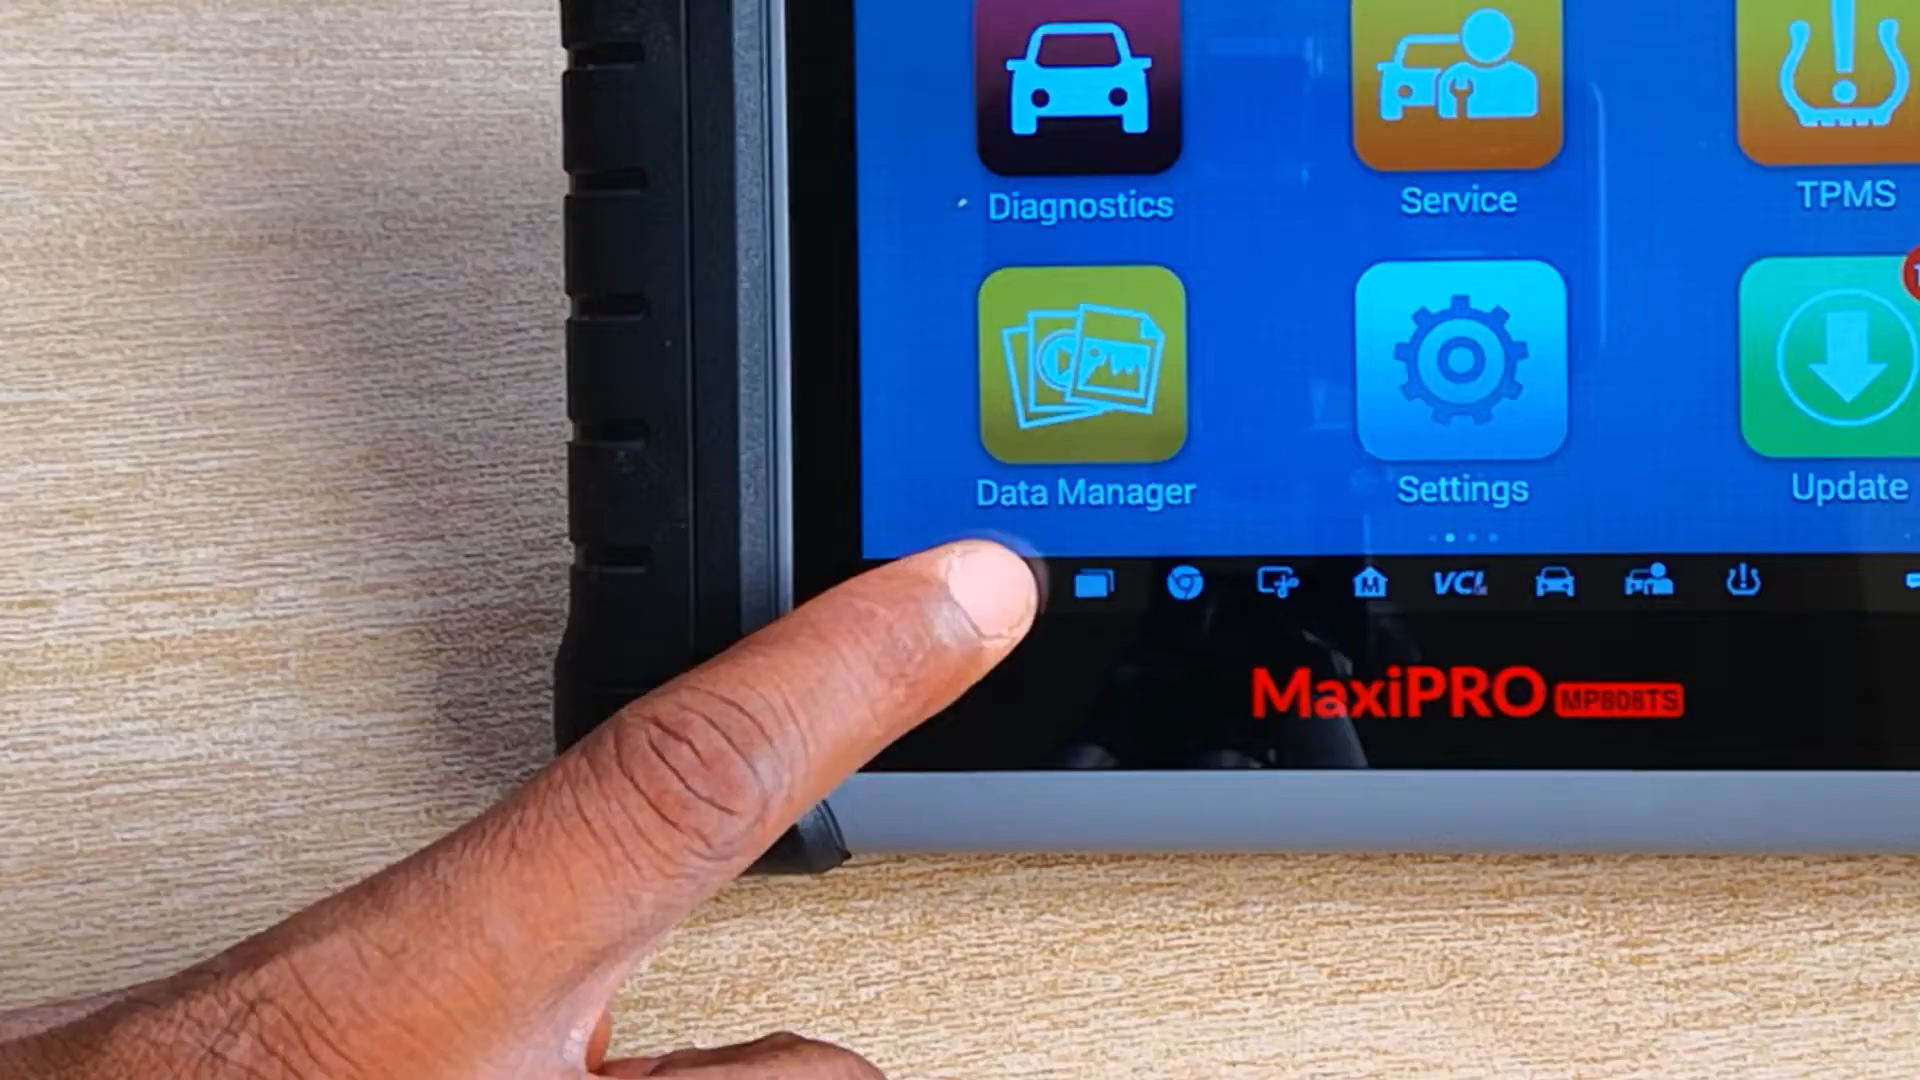 Diagnostics
Service
TPMS
Data Manager
Settings
Update
M
VCI
MaxiPRO MP808TS